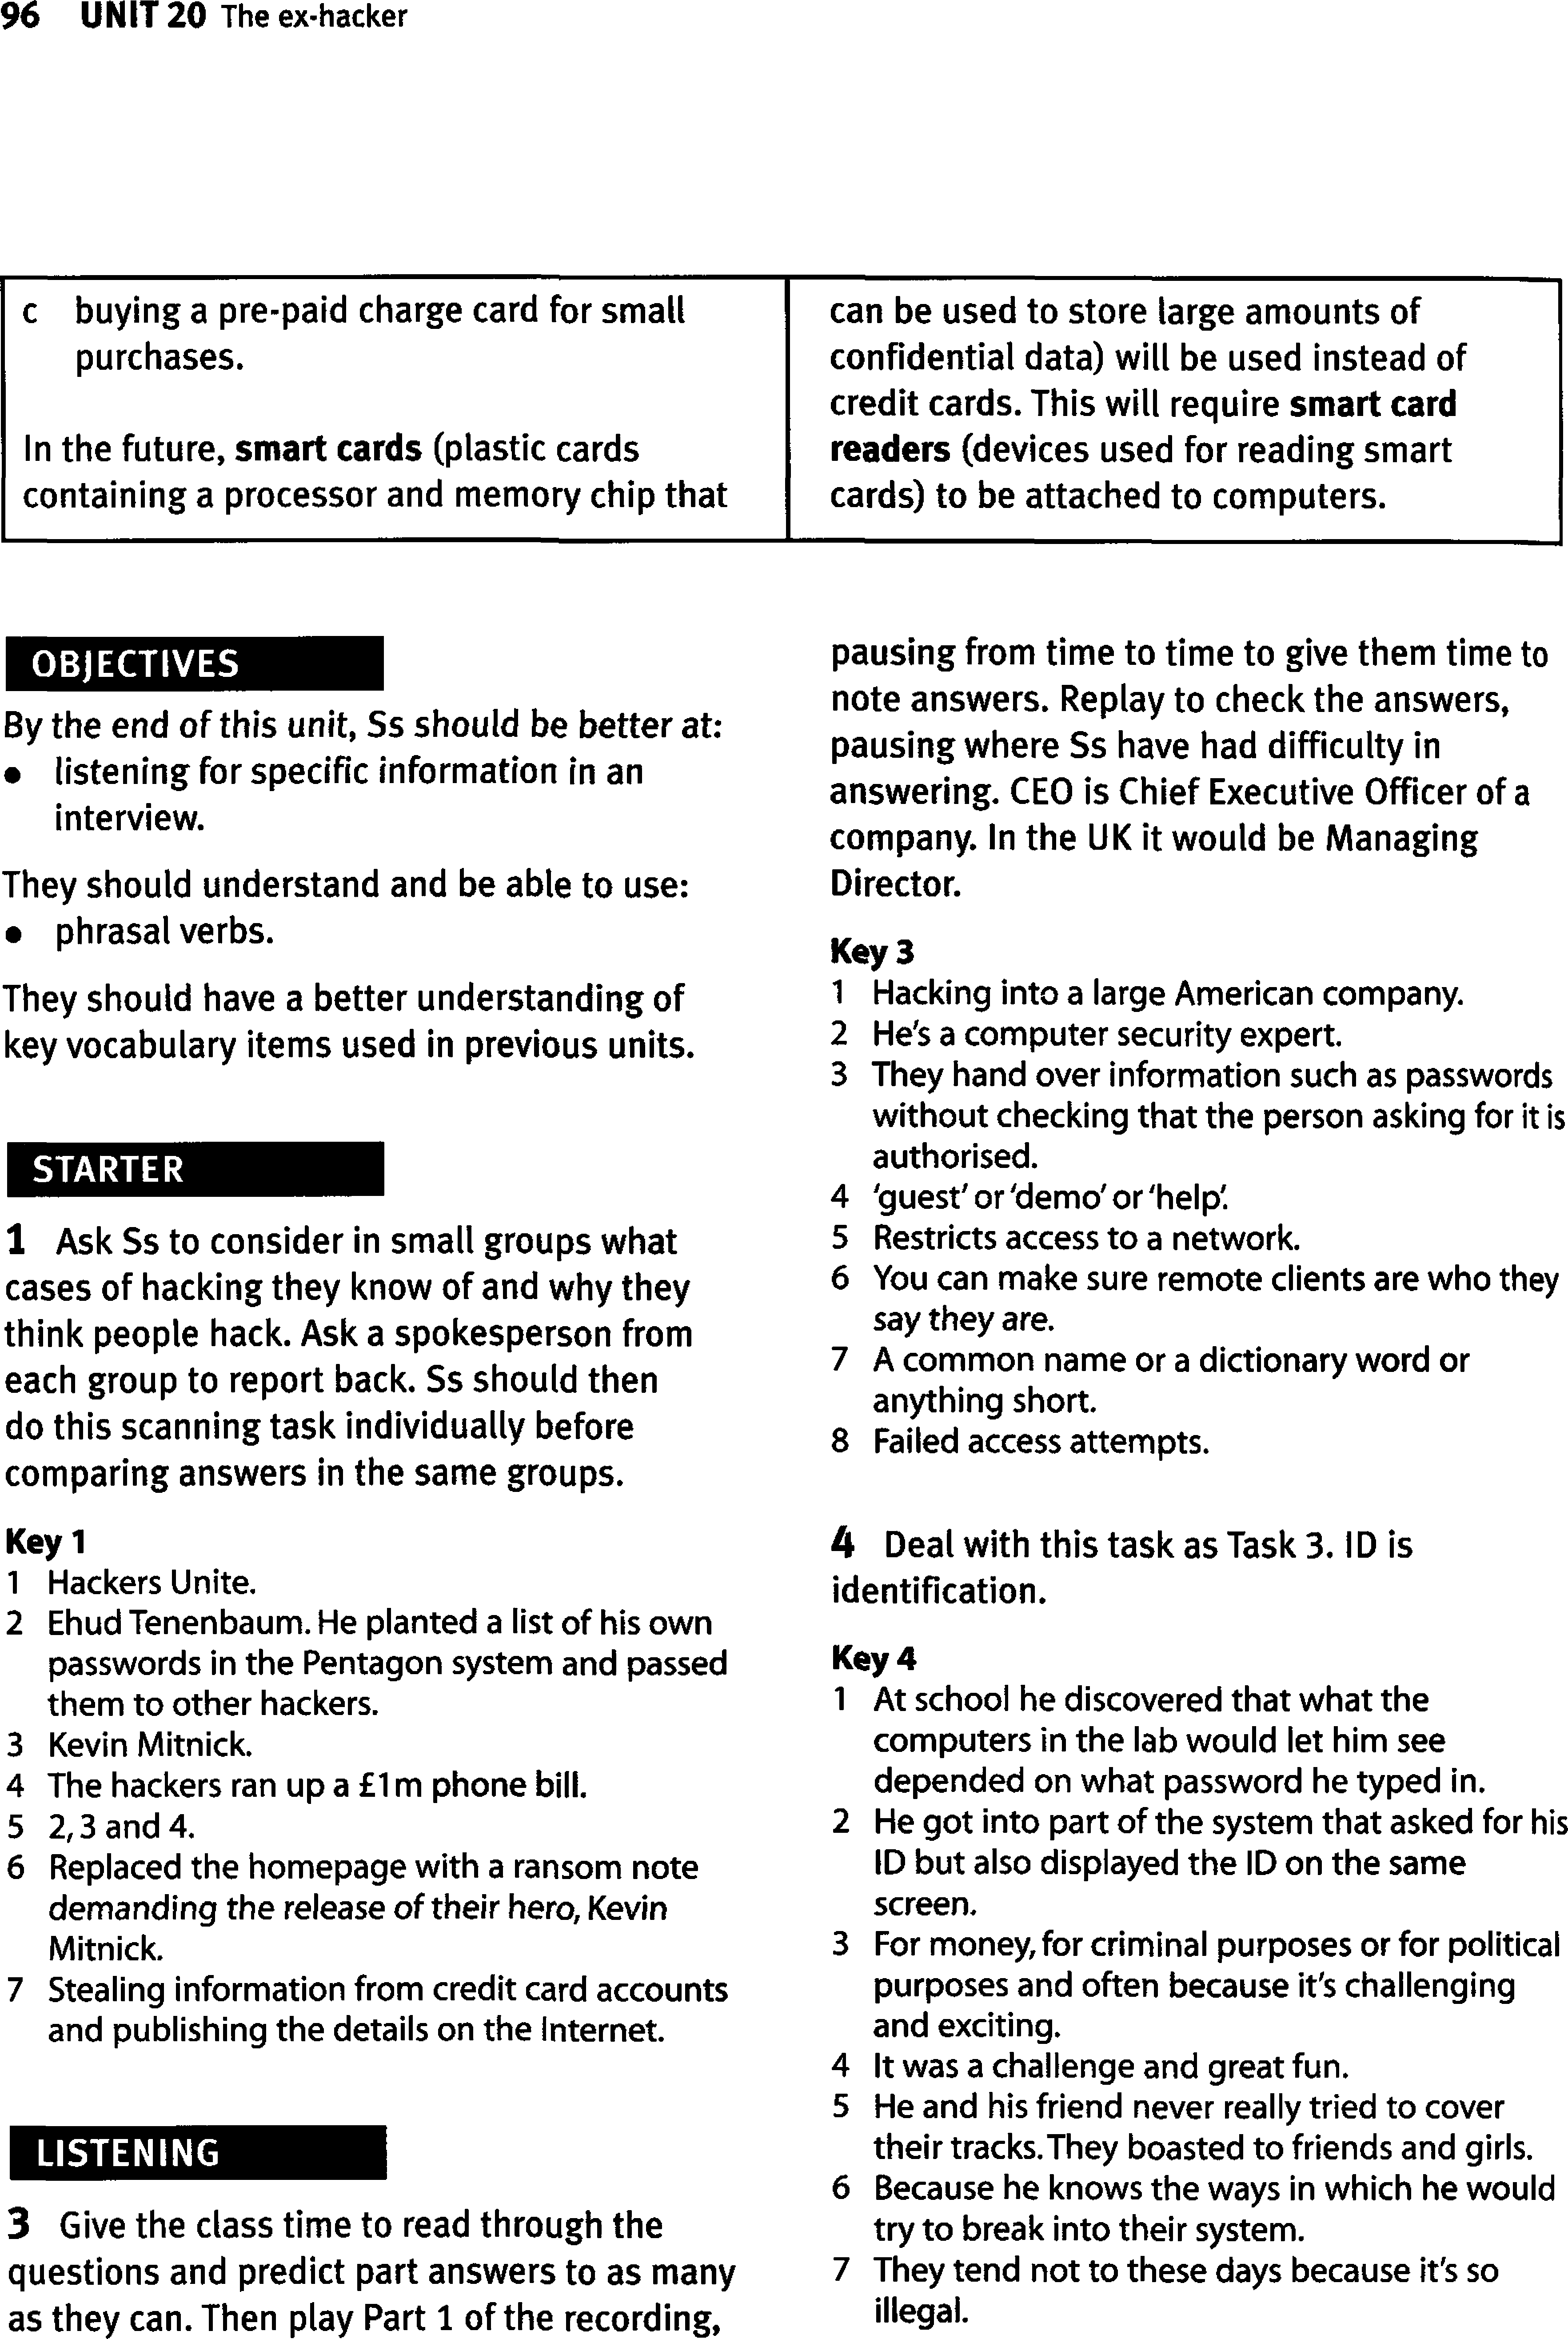 96 UNIT 20 The ex-hacker
c buying a pre-paid charge card for small
purchases.
In the future, smart cards (plastic cards
containing a processor and memory chip that
can be used to store large amounts of
confidential data) will be used instead of
credit cards. This will require smart card
readers (devices used for reading smart
cards) to be attached to computers.
OBJECTIVES
By the end of this unit, Ss should be better at:
• listening for specific information in an
interview.
They should understand and be able to use:
• phrasal verbs.
They should have a better understanding of
key vocabulary items used in previous units.
STARTER
1 Ask Ss to consider in small groups what
cases of hacking they know of and why they
think people hack. Ask a spokesperson from
each group to report back. Ss should then
do this scanning task individually before
comparing answers in the same groups.
Key 1
1 Hackers Unite.
2 Ehud Tenenbaum. He planted a list of his own
passwords in the Pentagon system and passed
them to other hackers.
3 Kevin Mitnick.
4 The hackers ran up a £1m phone bill.
5 2, 3 and 4.
6 Replaced the homepage with a ransom note
demanding the release of their hero, Kevin
Mitnick.
7 Stealing information from credit card accounts
and publishing the details on the Internet.
LISTENING
3 Give the class time to read through the
questions and predict part answers to as many
as they can. Then play Part 1 of the recording,
pausing from time to time to give them time to
note answers. Replay to check the answers,
pausing where Ss have had difficulty in
answering. CEO is Chief Executive Officer of a
company. In the UK it would be Managing
Director.
Key 3
1 Hacking into a large American company.
2 He's a computer security expert.
3 They hand over information such as passwords
without checking that the person asking for it is
authorised.
4 'guest' or 'demo' or 'help'.
5 Restricts access to a network.
6 You can make sure remote clients are who they
say they are.
7 A common name or a dictionary word or
anything short.
8 Failed access attempts.
4 Deal with this task as Task 3. ID is
identification.
Key 4
1 At school he discovered that what the
computers in the lab would let him see
depended on what password he typed in.
2 He got into part of the system that asked for his
ID but also displayed the ID on the same
screen.
3 For money, for criminal purposes or for political
purposes and often because it's challenging
and exciting.
4 It was a challenge and great fun.
5 He and his friend never really tried to cover
their tracks. They boasted to friends and girls.
6 Because he knows the ways in which he would
try to break into their system.
7 They tend not to these days because it's so
illegal.